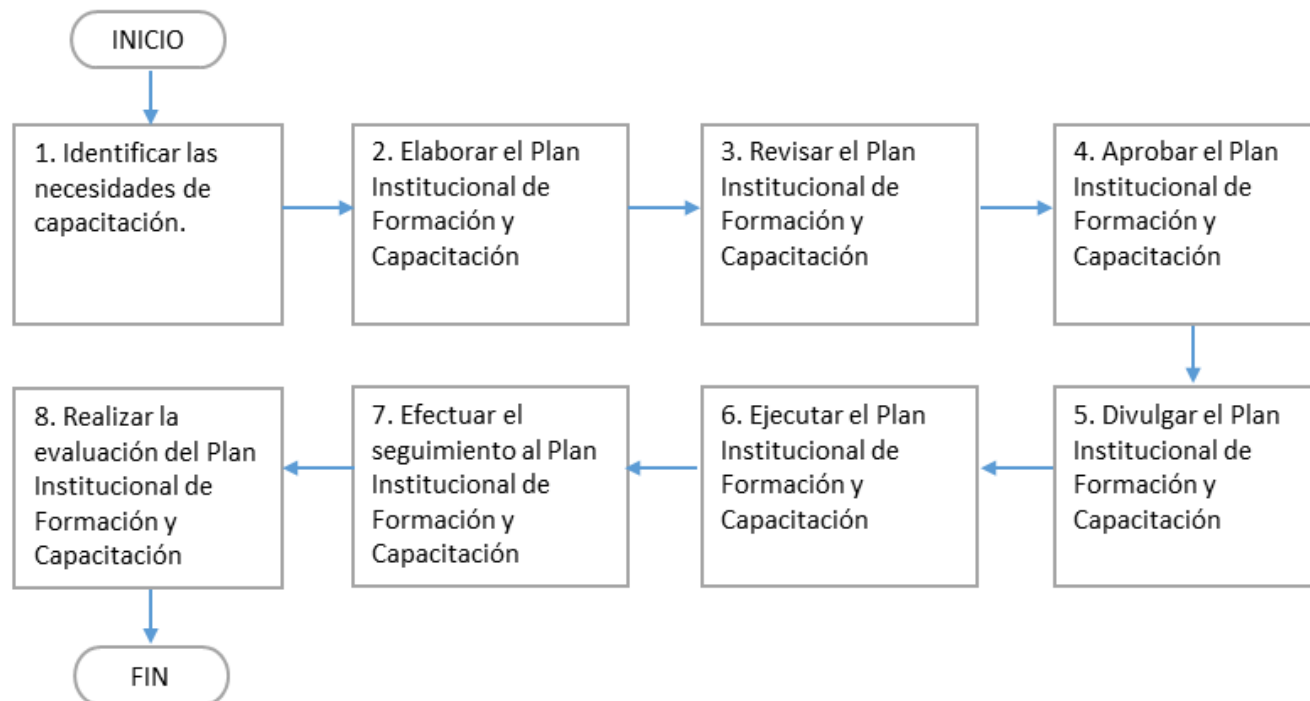 INICIO
1. Identificar las
necesidades de
capacitación.
2. Elaborar el Plan
Institucional de
Formación y
Capacitación
3. Revisar el Plan
Institucional de
Formación y
Capacitación
4. Aprobar el Plan
Institucional de
Formación y
Capacitación
5. Divulgar el Plan
Institucional de
Formación y
Capacitación
6. Ejecutar el Plan
Institucional de
Formación y
Capacitación
7. Efectuar el
seguimiento al Plan
Institucional de
Formación y
Capacitación
8. Realizar la
evaluación del Plan
Institucional de
Formación y
Capacitación
FIN